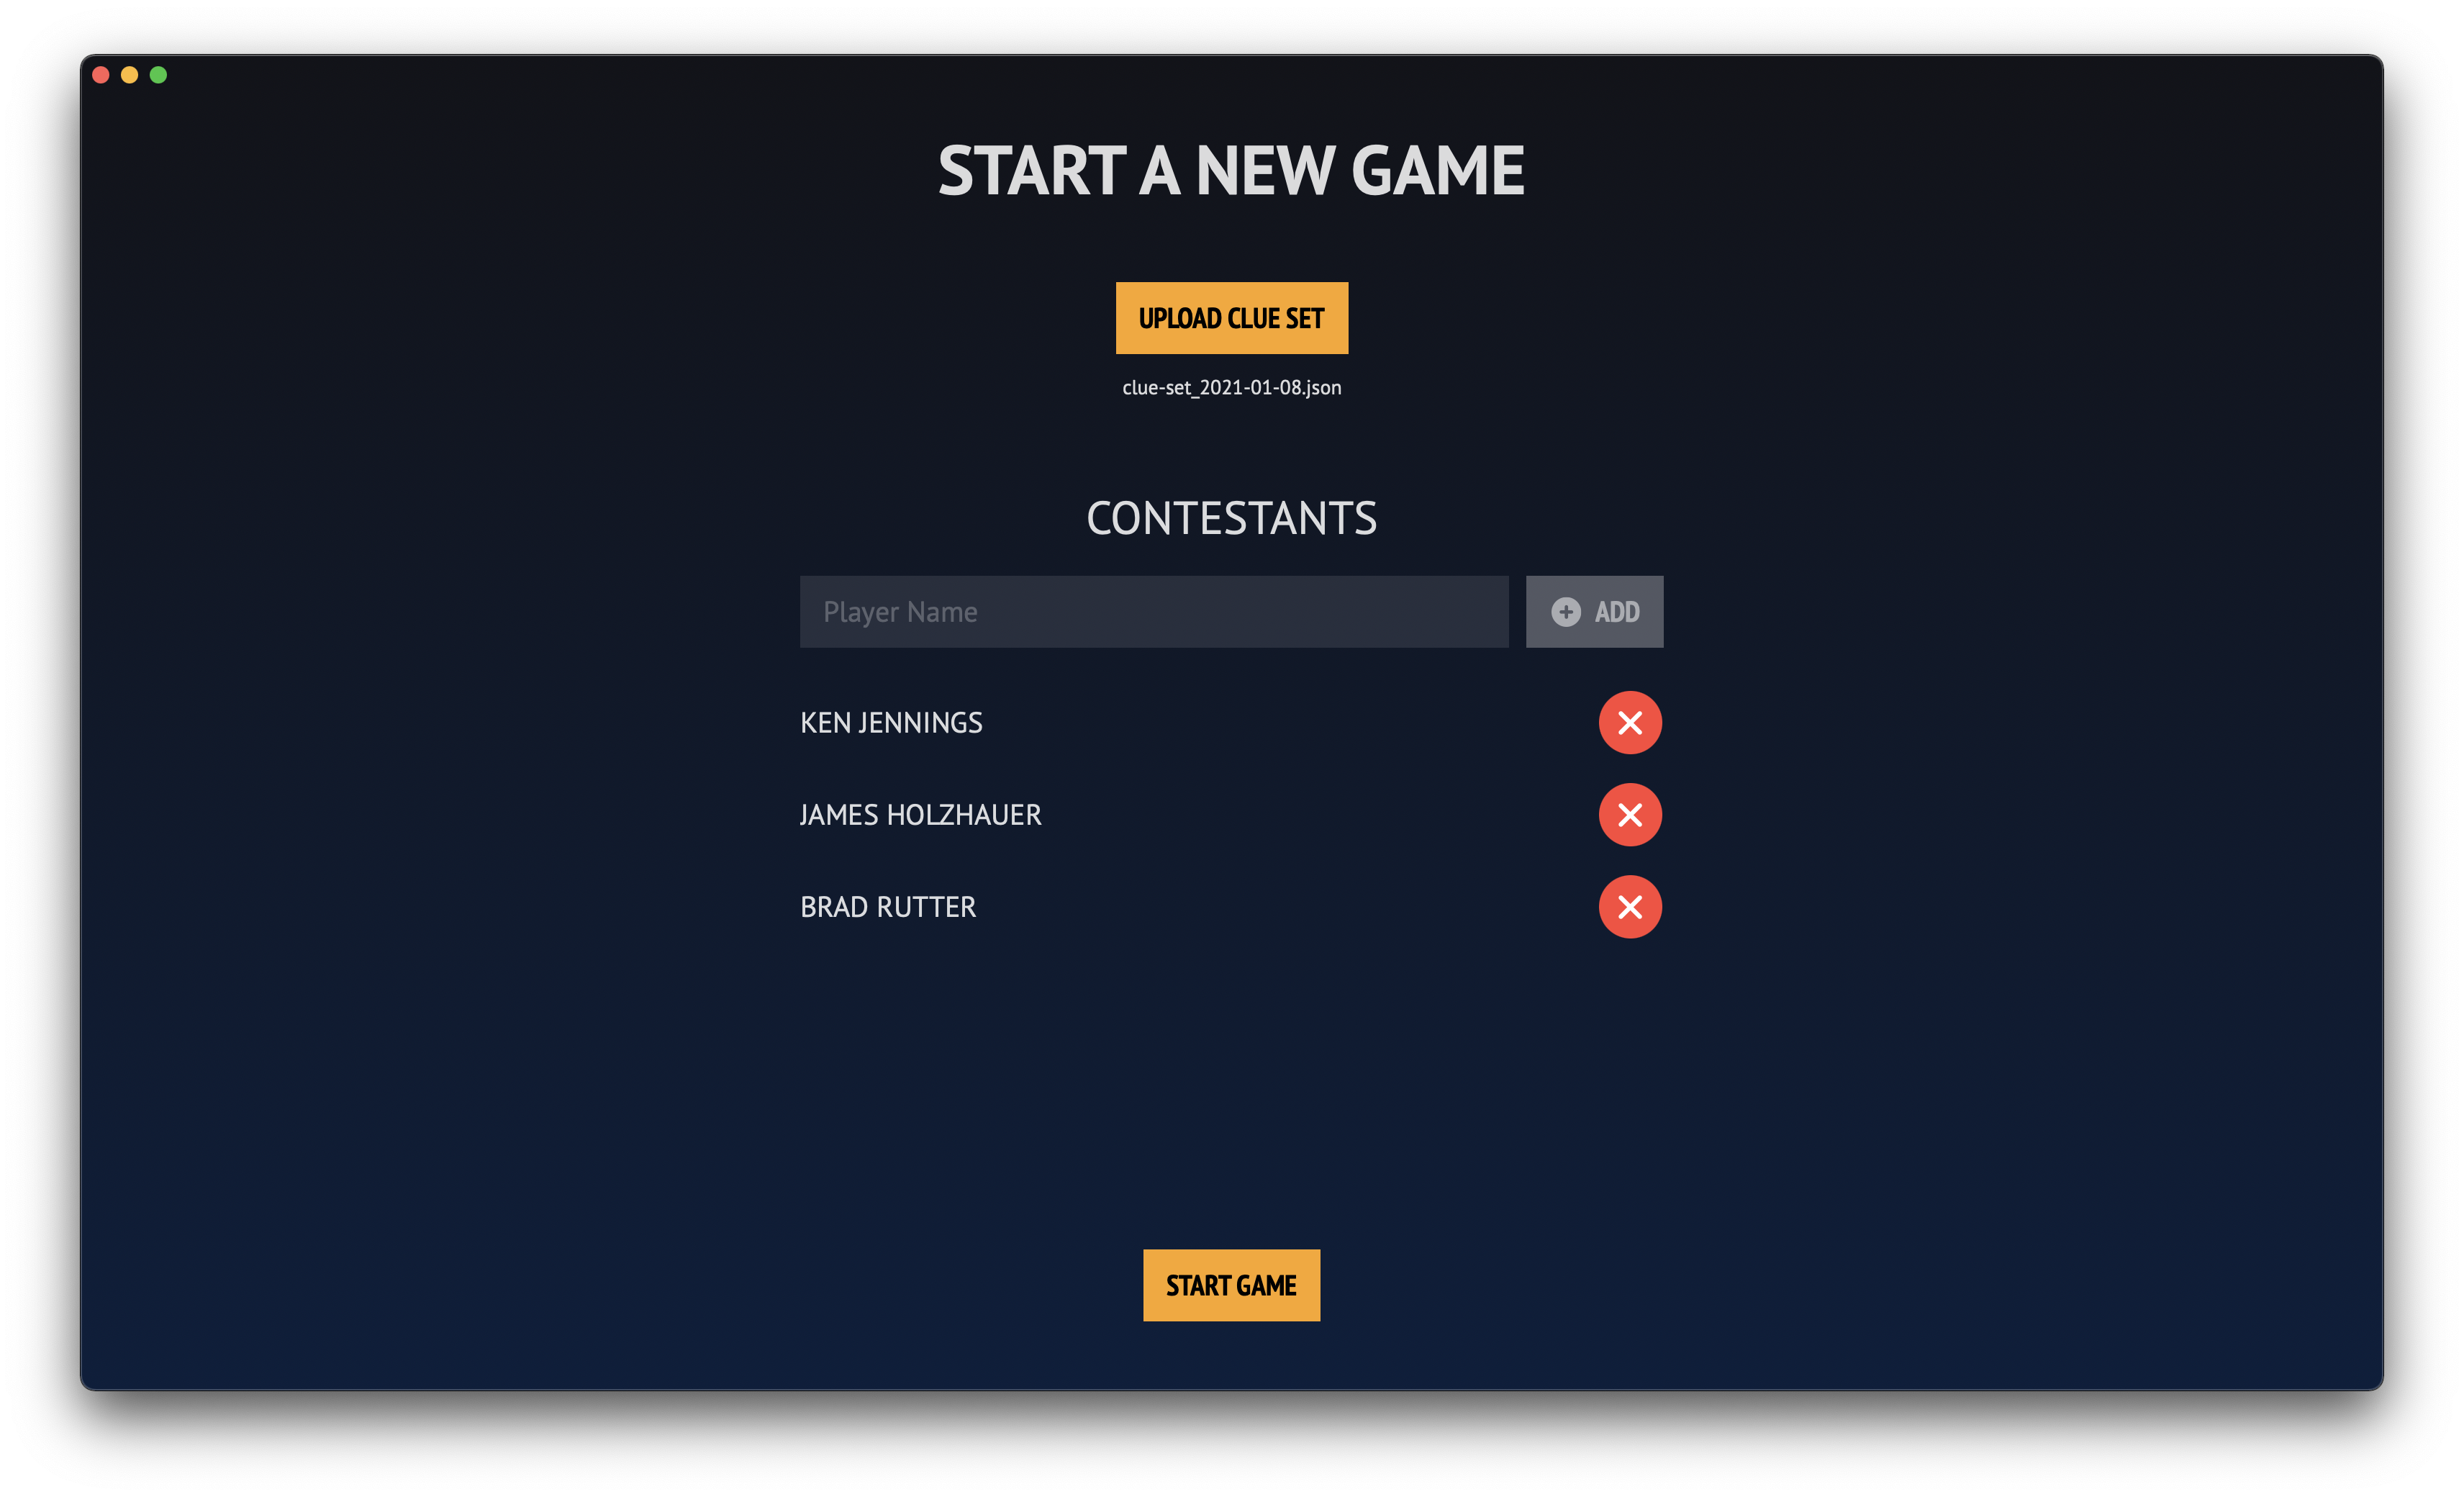 START A NEW GAME
UPLOAD CLUE SET
clue-set_2021-01-08.json
CONTESTANTS
Player Name
ADD
KEN JENNINGS
JAMES HOLZHAUER
BRAD RUTTER
START GAME